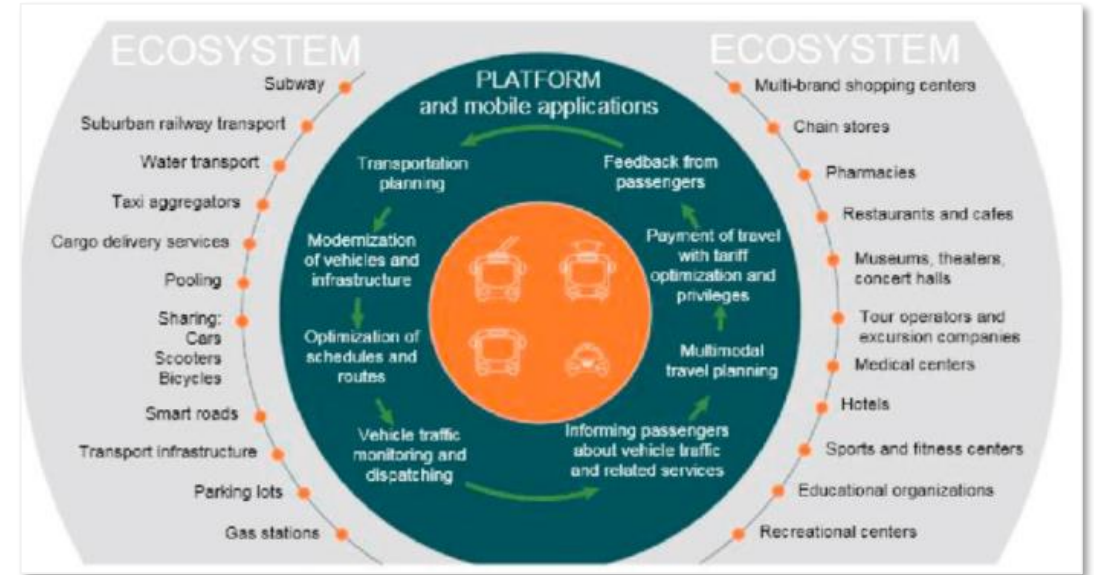 ECOSYSTEM
Subway
Suburban railway transport
Water transport
Taxi aggregators
Cargo delivery services
Pooling
Sharing:
Cars
Scooters
Bicycles
Smart roads
Transport infrastructure
Parking lots
Gas stations
PLATFORM
and mobile applications
Transportation
planning
Modernization
of vehicles and
infrastructure
Optimization of
schedules and
routes
Vehicle traffic
monitoring and
dispatching
Informing passengers
about vehicle traffic
and related services
Multimodal
travel planning
Payment of travel
with tariff
optimization and
privileges
Feedback from
passengers
ECOSYSTEM
Multi-brand shopping centers
Chain stores
Pharmacies
Restaurants and cafes
Museums, theaters,
concert halls
Tour operators and
excursion companies
Medical centers
Hotels
Sports and fitness centers
Educational organizations
Recreational centers